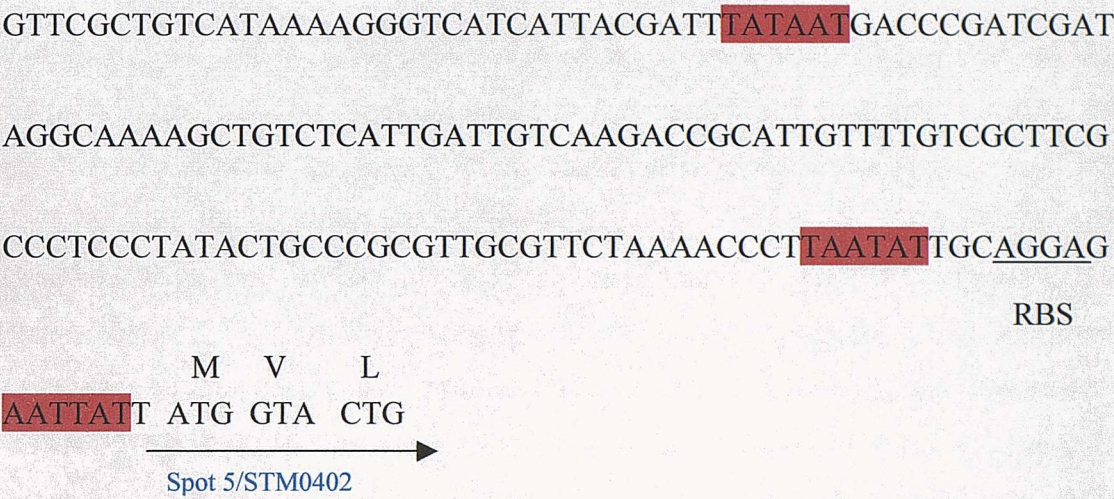 GTTCGCTGTCATAAAAGGGTCATCATTACGATTTATAATGACCCGATCGAT
AGGCAAAAGCTGTCTCATTGATTGTCAAGACCGCATTGTTTTGTCGCTTCG
CCCTCCCTATACTGCCCGCGTTGCGTTCTAAAACCCTTAATATTGCAGGAG
RBS
M V L
AATTATT ATG GTA CTG
Spot 5/STM0402